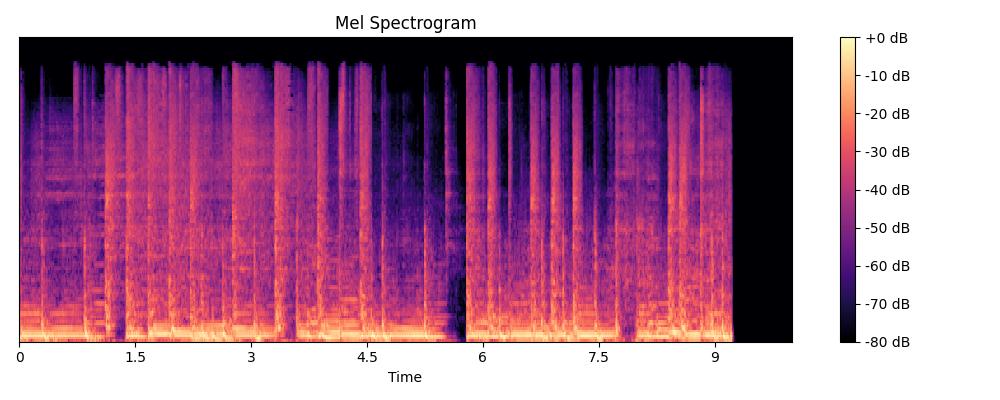 Mel Spectrogram
+0 dB
-10 dB
-20 dB
-30 dB
-40 dB
-50 dB
-60 dB
-70 dB
-80 dB
0 1.5 3 4.5 6 7.5 9
Time